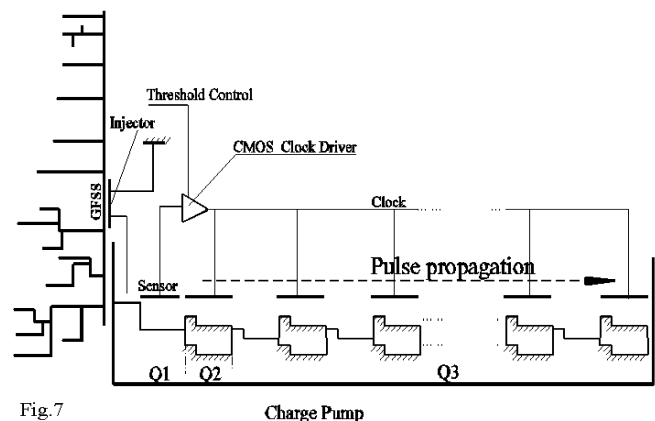 Threshold Control
Injector
CMOS Clock Driver
GFSS
Clock
Pulse propagation
Sensor
Q1 Q2 Q3
Fig.7
Charge Pump